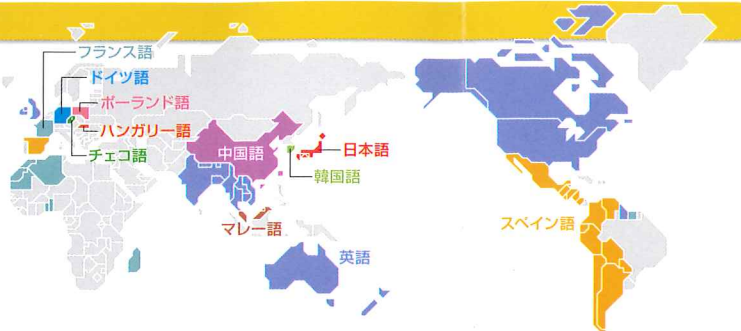 フランス語
ドイツ語
ポーランド語
ハンガリー語
チェコ語
中国語
日本語
韓国語
マレー語
英語
スペイン語